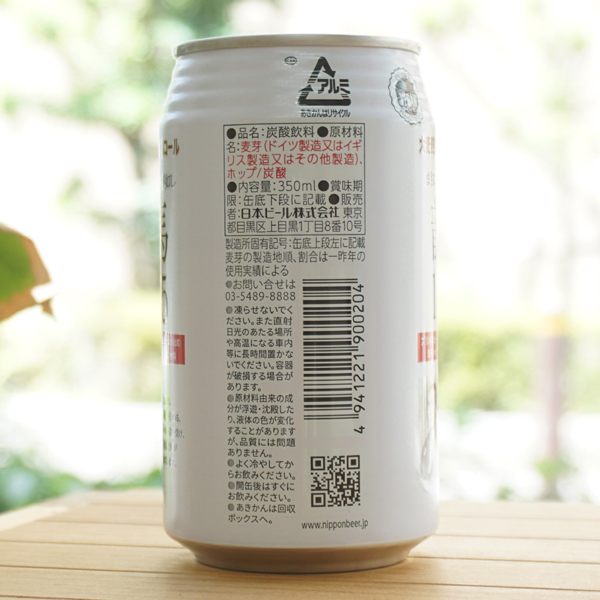 アルミ
あきかんはリサイクル
●品名:炭酸飲料●原材料
名:麦芽(ドイツ製造又はイギ
リス製造又はその他製造)、
ホップ/炭酸
●内容量:350ml●賞味期
限:缶底下段に記載●販売
者:日本ビール株式会社 東京
都目黒区上目黒1丁目8番10号
製造所固有記号:缶底上段左に記載
麦芽の製造地順、割合は一昨年の
使用実績による
●お問い合せは
03-5489-8888
●凍らせないでく
ださい。また直射
日光のあたる場所
や高温になる車内
等に長時間置かな
いでください。容器
が破損する場合が
あります。
●原材料由来の成
分が浮遊・沈殿した
り、液体の色が変化
することがあります
が、品質には問題
ありません。
●よく冷やしてか
らお飲みください。
●開缶後はすぐに
お飲みください。
●あきかんは回収
ボックスへ。
4 941221 900204
www.nipponbeer.jp
ール